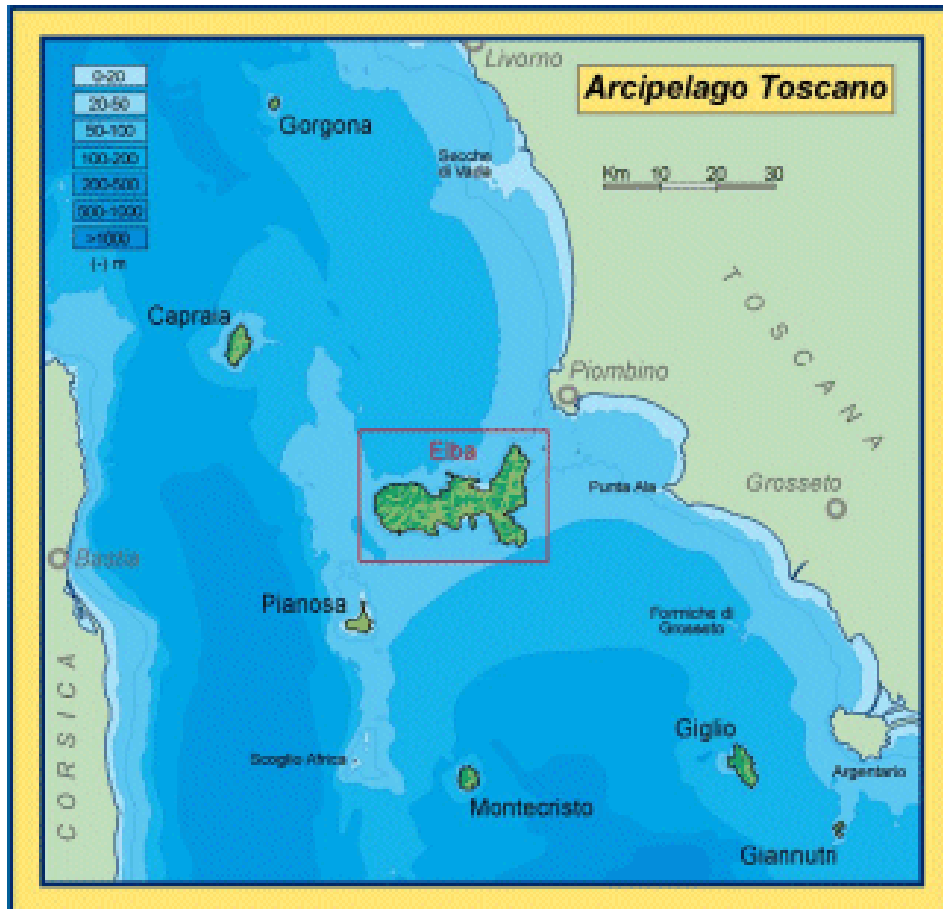 Livorno
Arcipelago Toscano
0-20
20-50
50-100
100-200
200-500
500-1000
>1000
(-) m
Gorgona
Secche
di Vada
Km 10 20 30
TOSCANA
Capraia
Piombino
Elba
Punta Ala
Grosseto
Bastia
Pianosa
Formiche di
Grosseto
CORSICA
Giglio
Scoglio Africa
Argentario
Montecristo
Giannutri